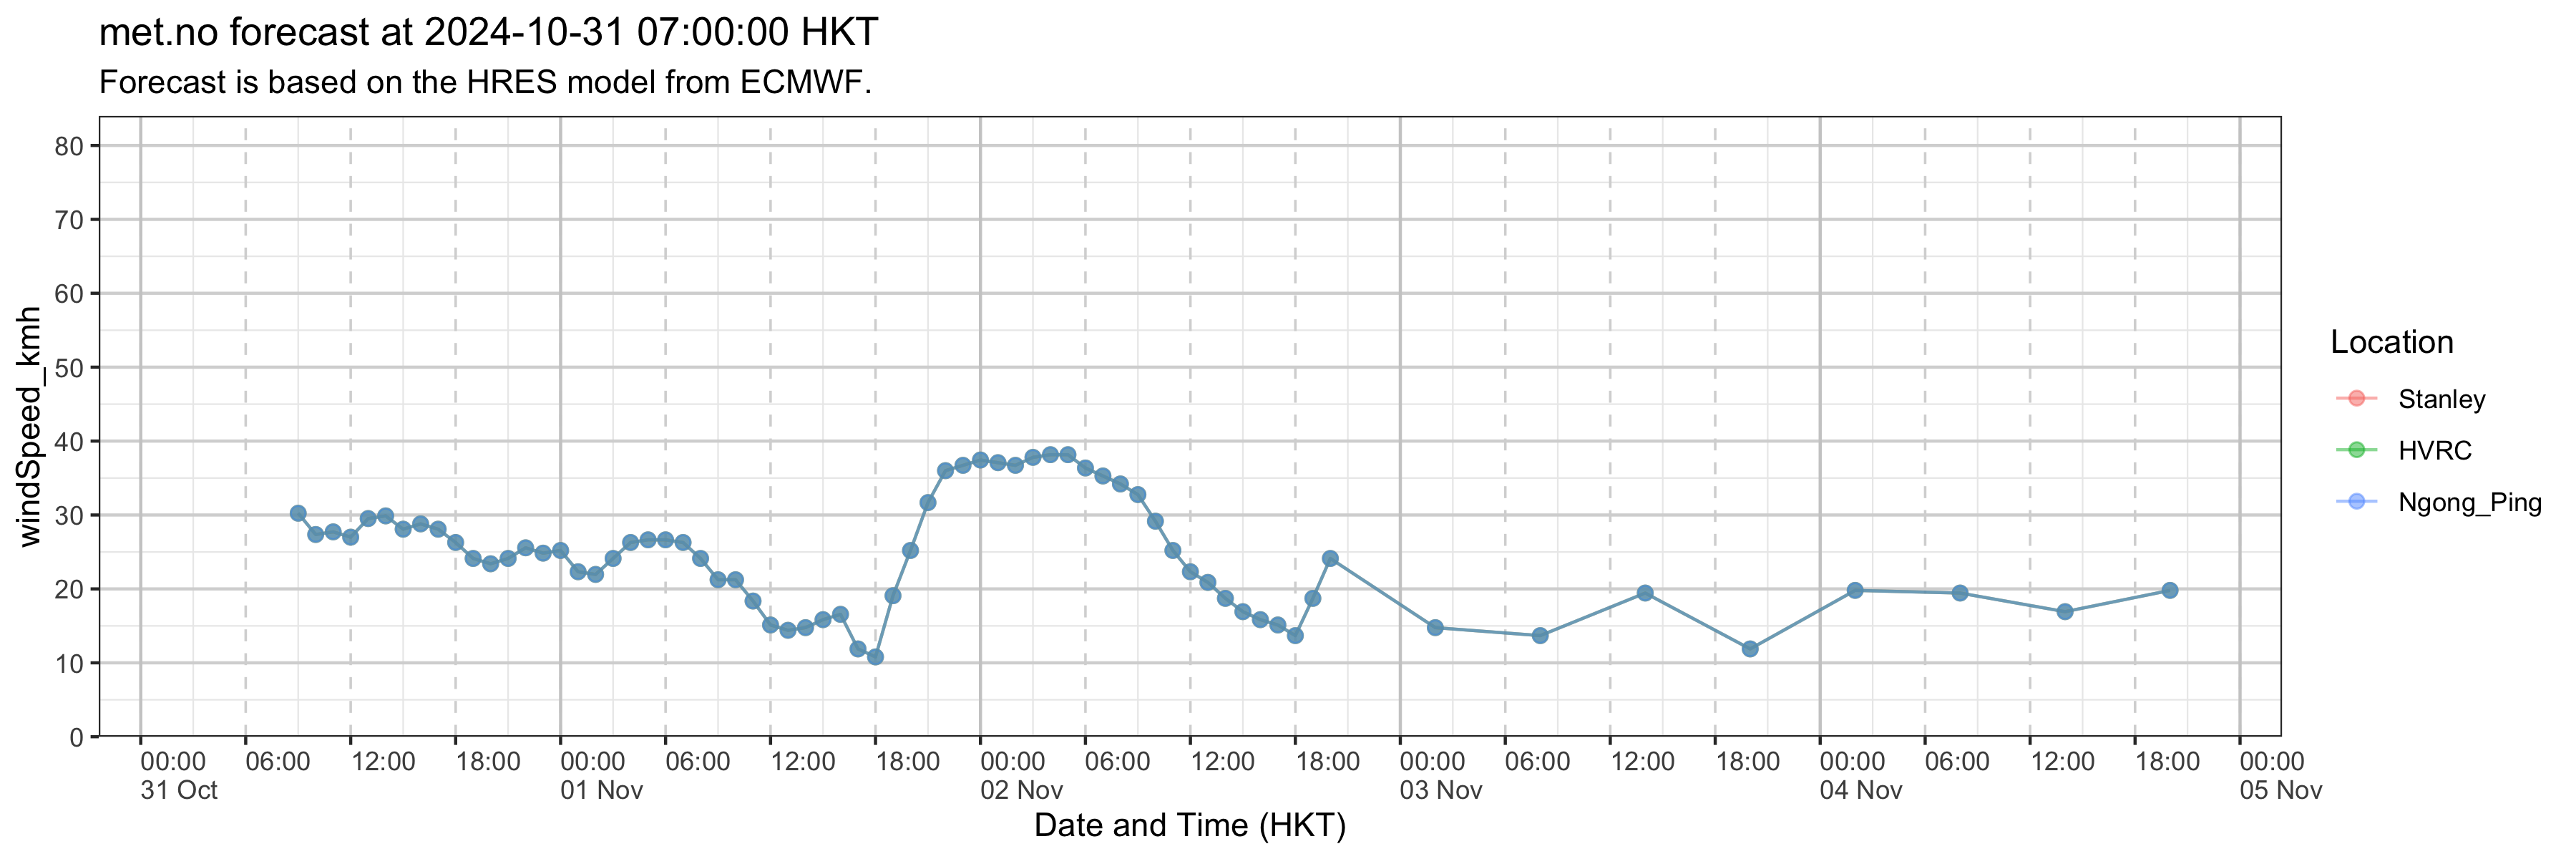 met.no forecast at 2024-10-31 07:00:00 HKT
Forecast is based on the HRES model from ECMWF.
windSpeed_kmh
80
70
60
50
40
30
20
10
0
00:00 06:00 12:00 18:00 00:00 06:00 12:00 18:00 00:00 06:00 12:00 18:00 00:00 06:00 12:00 18:00 00:00 06:00 12:00 18:00 00:00
31 Oct 01 Nov 02 Nov 03 Nov 04 Nov 05 Nov
Date and Time (HKT)
Location
Stanley
HVRC
Ngong_Ping